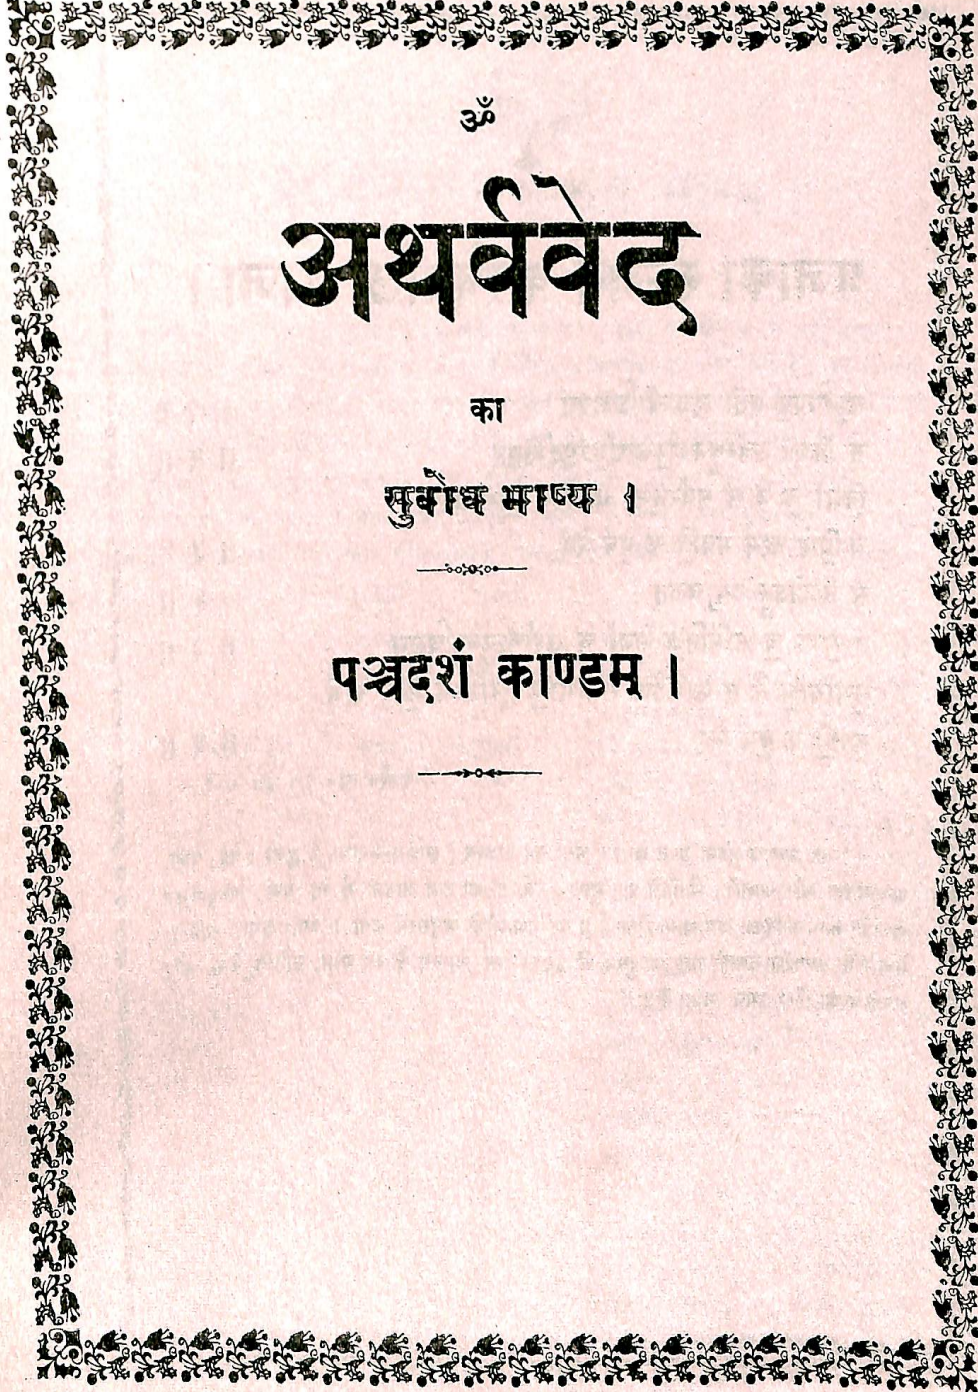 ॐ
अथर्ववेद
का
सुबोध भाष्य ।
पञ्चदशं काण्डम् ।